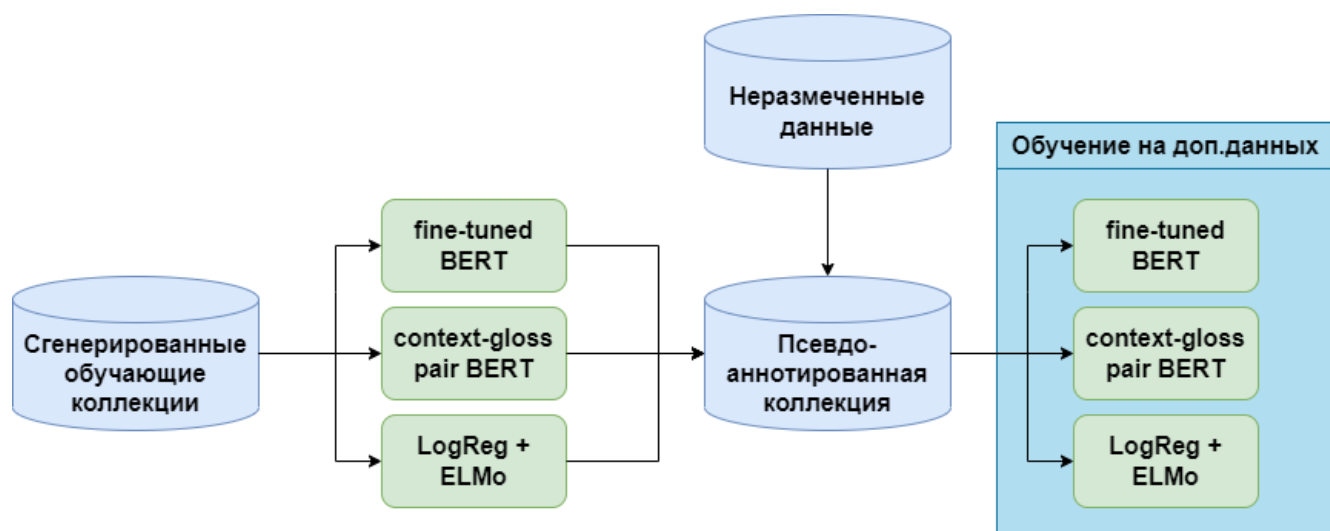 Неразмеченные
данные
Обучение на доп.данных
fine-tuned
BERT
fine-tuned
BERT
Сгенерированные
обучающие
коллекции
context-gloss
pair BERT
Псевдо-
аннотированная
коллекция
context-gloss
pair BERT
LogReg +
ELMo
LogReg +
ELMo